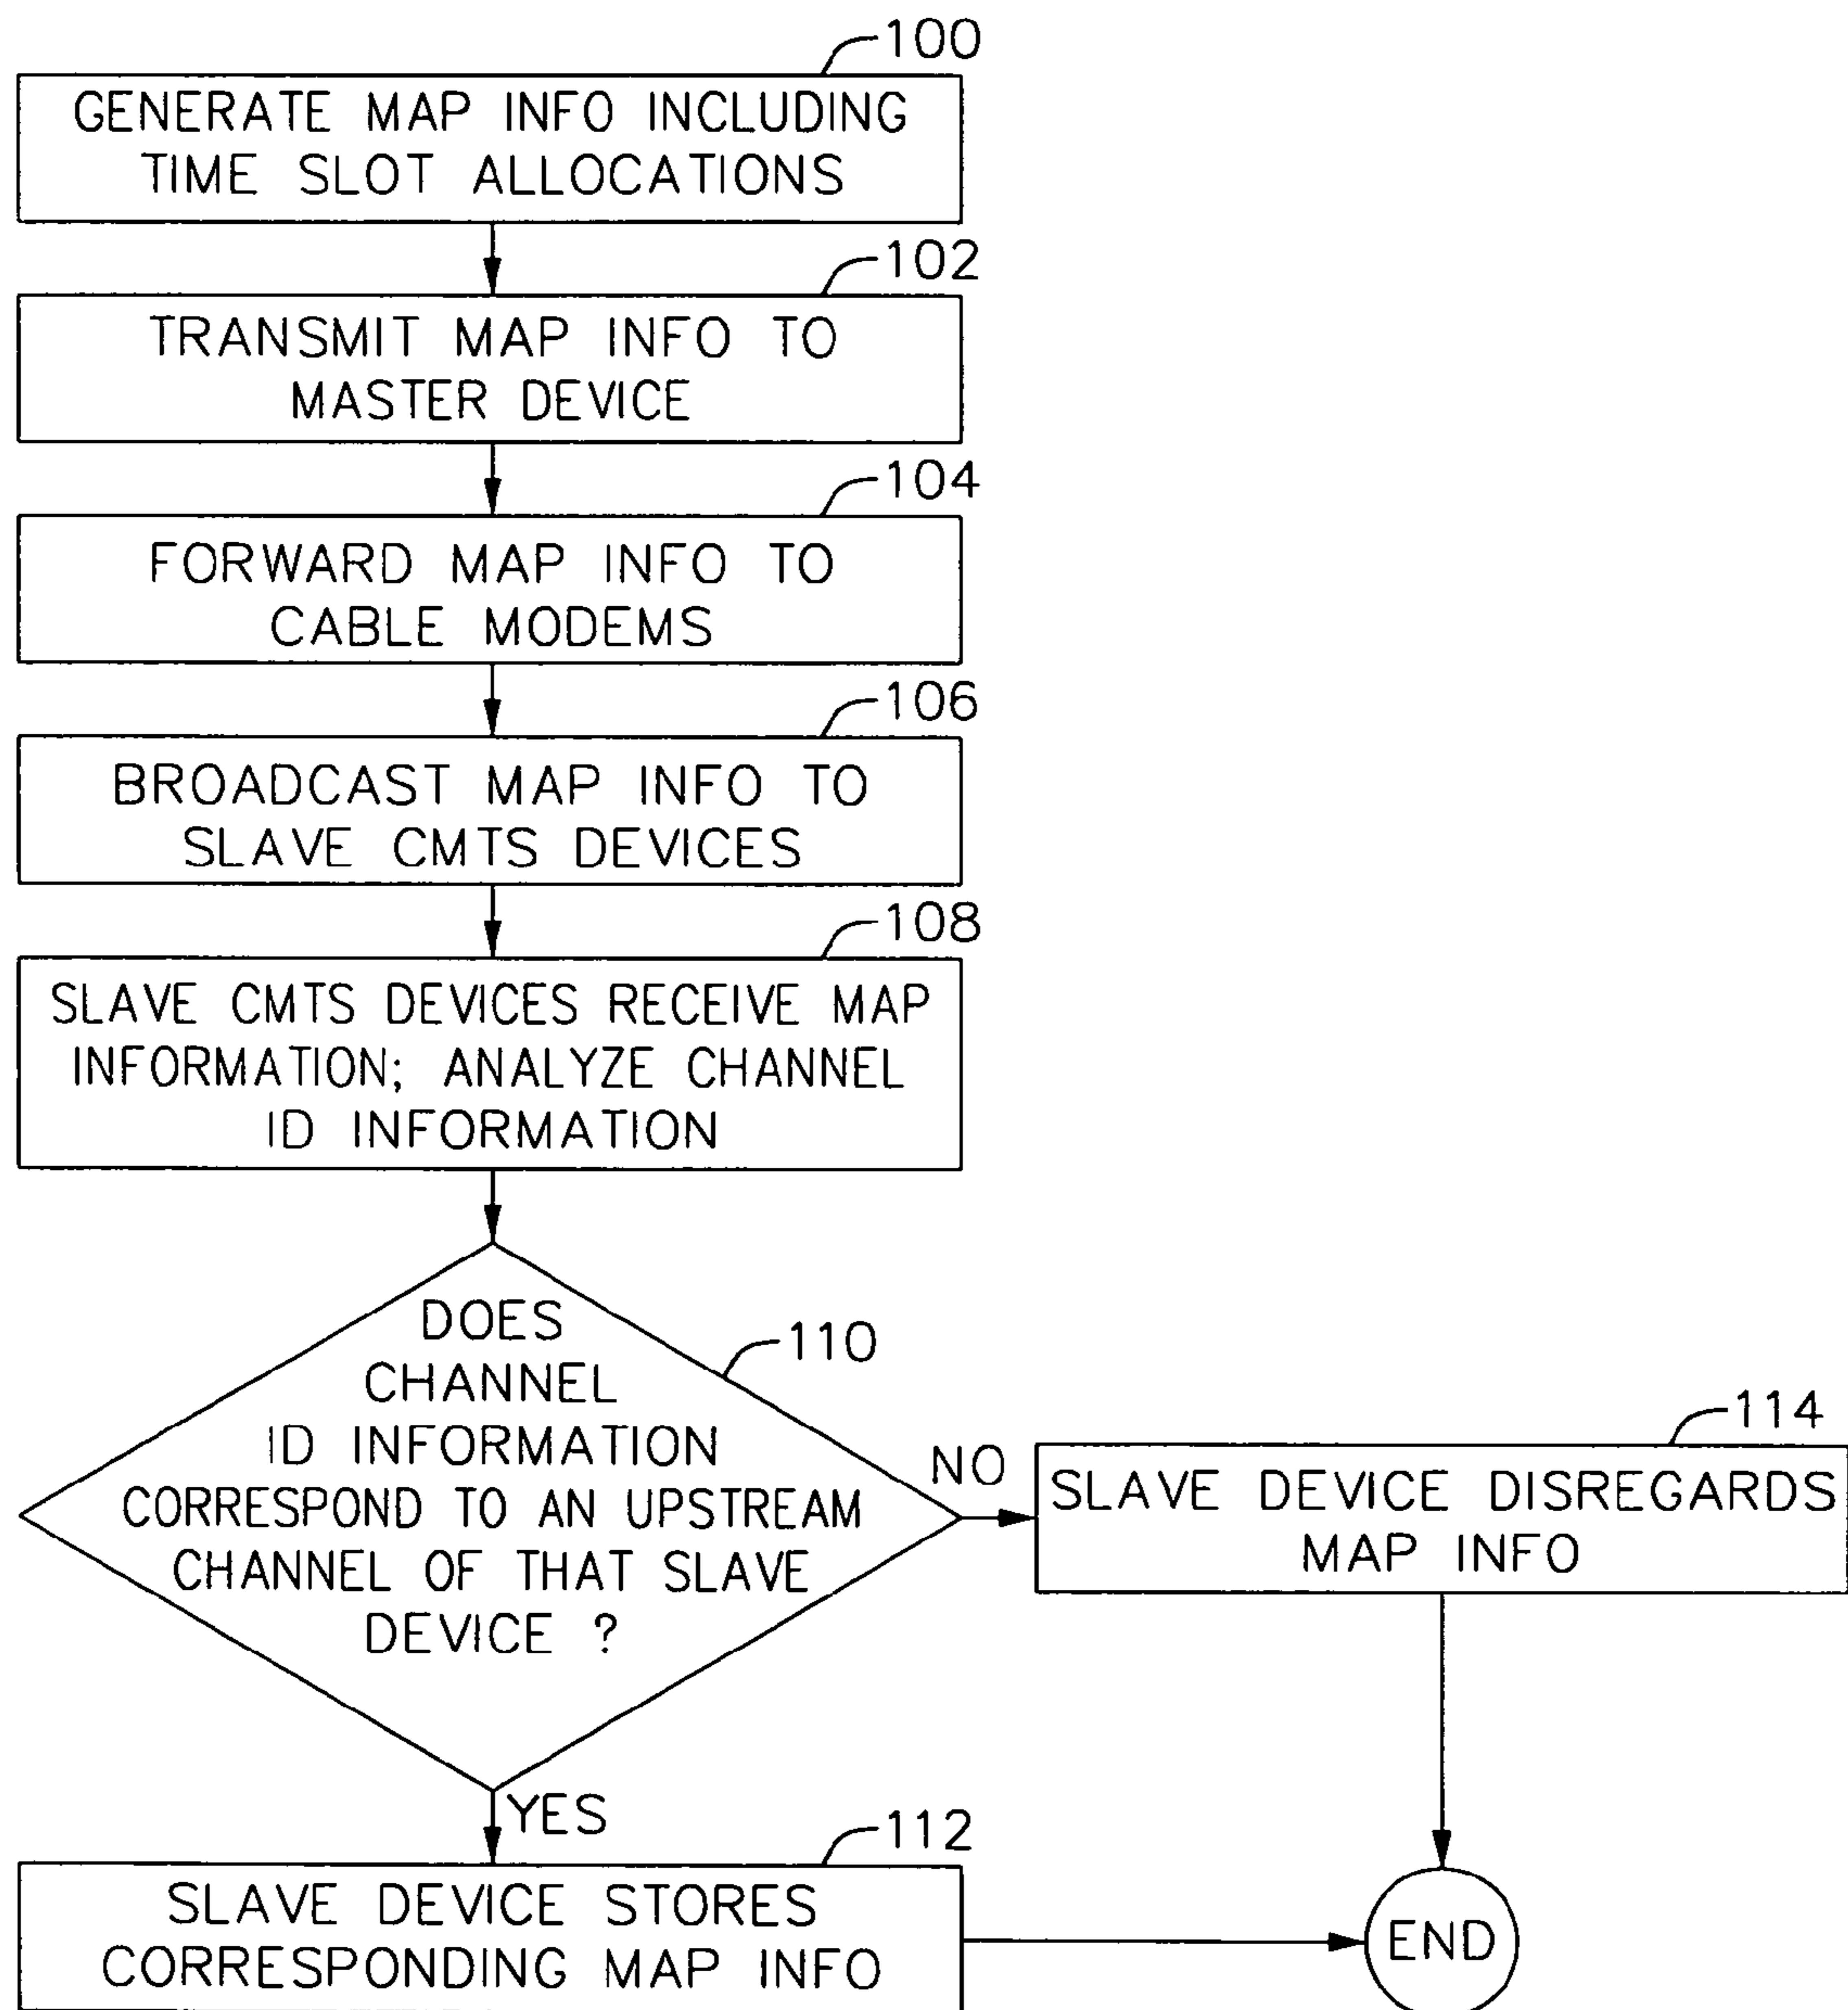 100
GENERATE MAP INFO INCLUDING
TIME SLOT ALLOCATIONS
102
TRANSMIT MAP INFO TO
MASTER DEVICE
104
FORWARD MAP INFO TO
CABLE MODEMS
106
BROADCAST MAP INFO TO
SLAVE CMTS DEVICES
108
SLAVE CMTS DEVICES RECEIVE MAP
INFORMATION; ANALYZE CHANNEL
ID INFORMATION
110
DOES
CHANNEL
ID INFORMATION
CORRESPOND TO AN UPSTREAM
CHANNEL OF THAT SLAVE
DEVICE ?
NO
114
SLAVE DEVICE DISREGARDS
MAP INFO
YES
112
SLAVE DEVICE STORES
CORRESPONDING MAP INFO
END